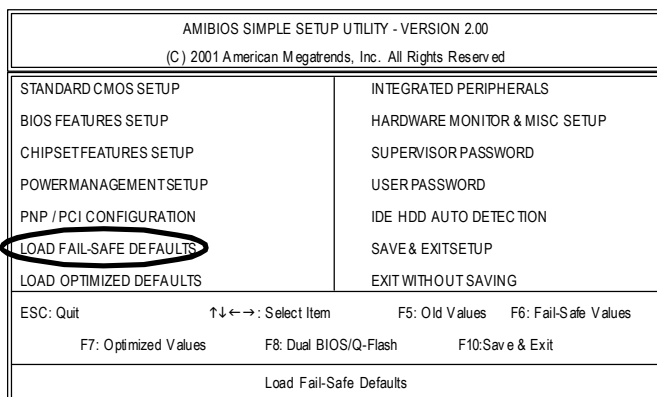 AMIBIOS SIMPLE SETUP UTILITY - VERSION 2.00
(C) 2001 American Megatrends, Inc. All Rights Reserved
STANDARD CMOS SETUP
INTEGRATED PERIPHERALS
BIOS FEATURES SETUP
HARDWARE MONITOR & MISC SETUP
CHIPSET FEATURES SETUP
SUPERVISOR PASSWORD
POWER MANAGEMENT SETUP
USER PASSWORD
PNP / PCI CONFIGURATION
IDE HDD AUTO DETECTION
LOAD FAIL-SAFE DEFAULTS
SAVE & EXIT SETUP
LOAD OPTIMIZED DEFAULTS
EXIT WITHOUT SAVING
ESC: Quit ↑↓←→: Select Item F5: Old Values F6: Fail-Safe Values
F7: Optimized Values F8: Dual BIOS/Q-Flash F10:Save & Exit
Load Fail-Safe Defaults